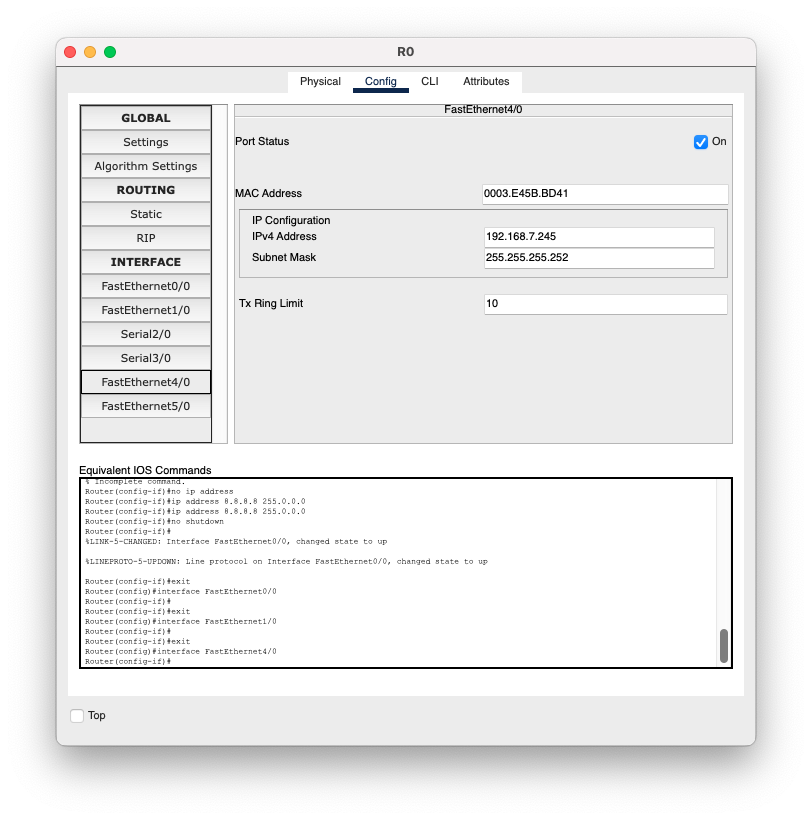 R0
Physical Config CLI Attributes
GLOBAL
Settings
Algorithm Settings
ROUTING
Static
RIP
INTERFACE
FastEthernet0/0
FastEthernet1/0
Serial2/0
Serial3/0
FastEthernet4/0
FastEthernet5/0
FastEthernet4/0
Port Status On
MAC Address 0003.E45B.BD41
IP Configuration
IPv4 Address 192.168.7.245
Subnet Mask 255.255.255.252
Tx Ring Limit 10
Equivalent IOS Commands
% Incomplete command.
Router(config-if)#no ip address
Router(config-if)#ip address 8.8.8.8 255.0.0.0
Router(config-if)#ip address 8.8.8.8 255.0.0.0
Router(config-if)#no shutdown
Router(config-if)#
%LINK-5-CHANGED: Interface FastEthernet0/0, changed state to up
%LINEPROTO-5-UPDOWN: Line protocol on Interface FastEthernet0/0, changed state to up
Router(config-if)#exit
Router(config)#interface FastEthernet0/0
Router(config-if)#
Router(config-if)#exit
Router(config)#interface FastEthernet1/0
Router(config-if)#
Router(config-if)#exit
Router(config)#interface FastEthernet4/0
Router(config-if)#
Top